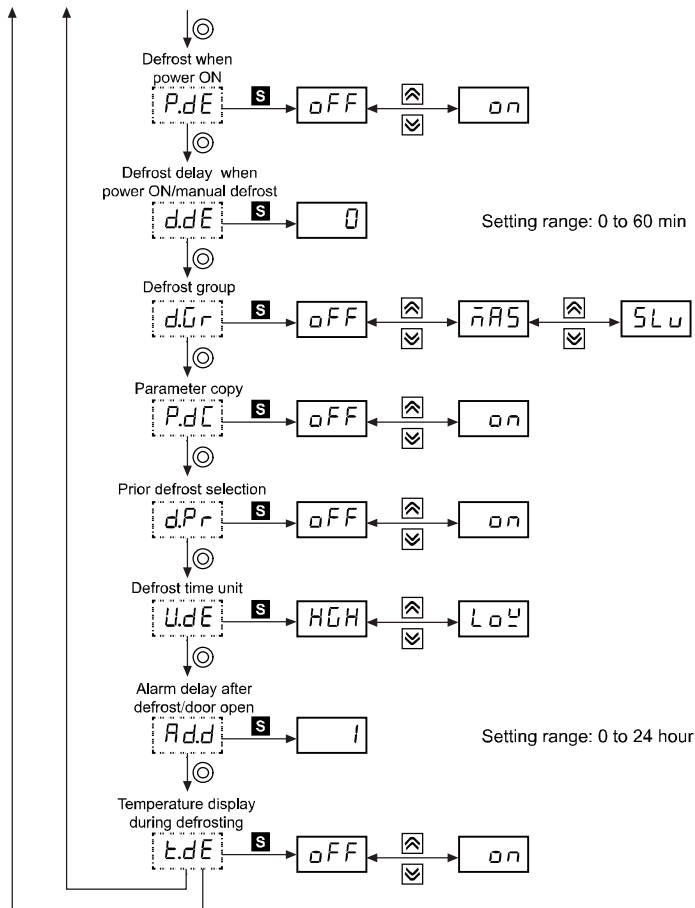 Defrost when
power ON
P.dE S oFF on
Defrost delay when
power ON/manual defrost
d.dE S 0 Setting range: 0 to 60 min
Defrost group
d.Gr S oFF mAS SLv
Parameter copy
P.dC S oFF on
Prior defrost selection
d.Pr S oFF on
Defrost time unit
U.dE S HGH Low
Alarm delay after
defrost/door open
Ad.d S 1 Setting range: 0 to 24 hour
Temperature display
during defrosting
t.dE S oFF on